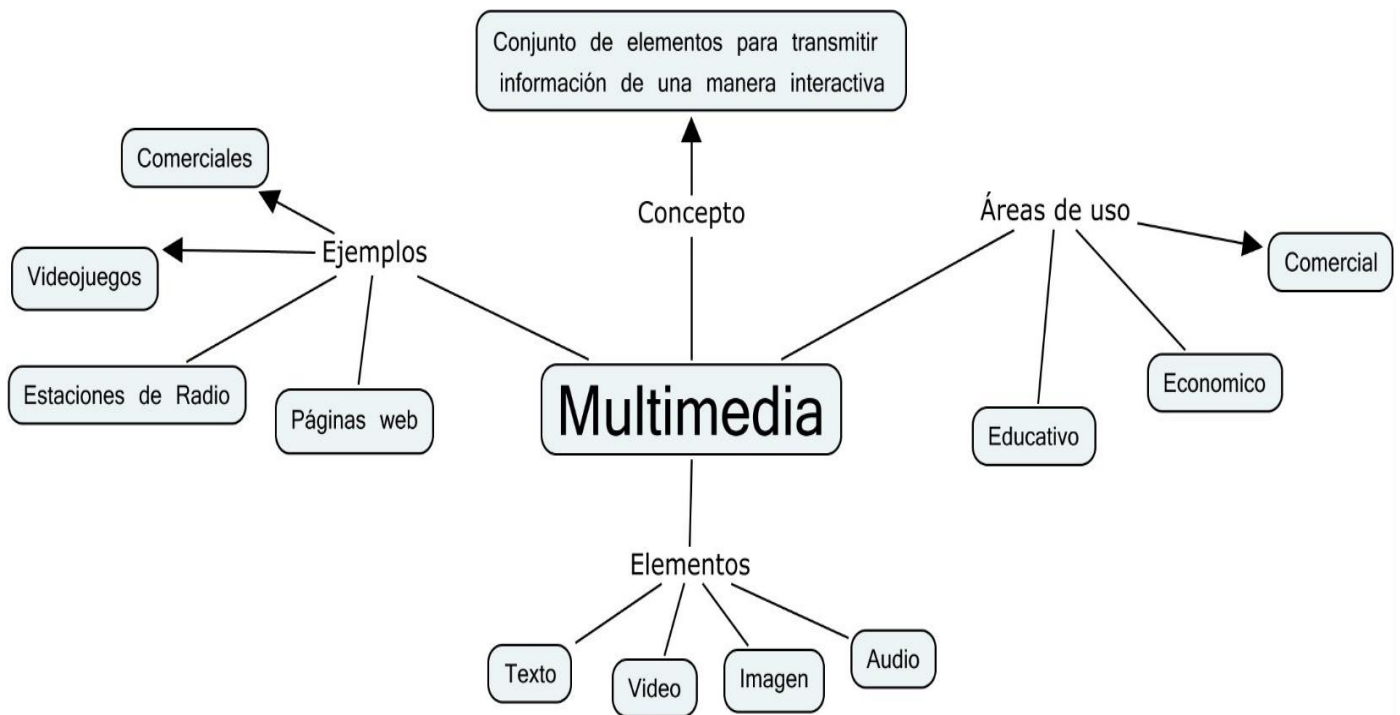 Conjunto de elementos para transmitir
información de una manera interactiva
Comerciales
Concepto
Áreas de uso
Ejemplos
Videojuegos
Comercial
Estaciones de Radio
Páginas web
Multimedia
Economico
Educativo
Elementos
Texto
Video
Imagen
Audio